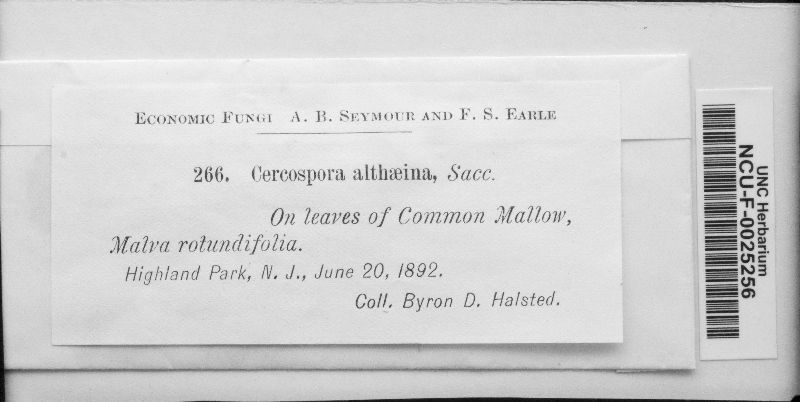 Economic Fungi A. B. Seymour and F. S. Earle
266. Cercospora althæina, Sacc.
On leaves of Common Mallow,
Malva rotundifolia.
Highland Park, N. J., June 20, 1892.
Coll. Byron D. Halsted.
UNC Herbarium
NCU-F-0025256